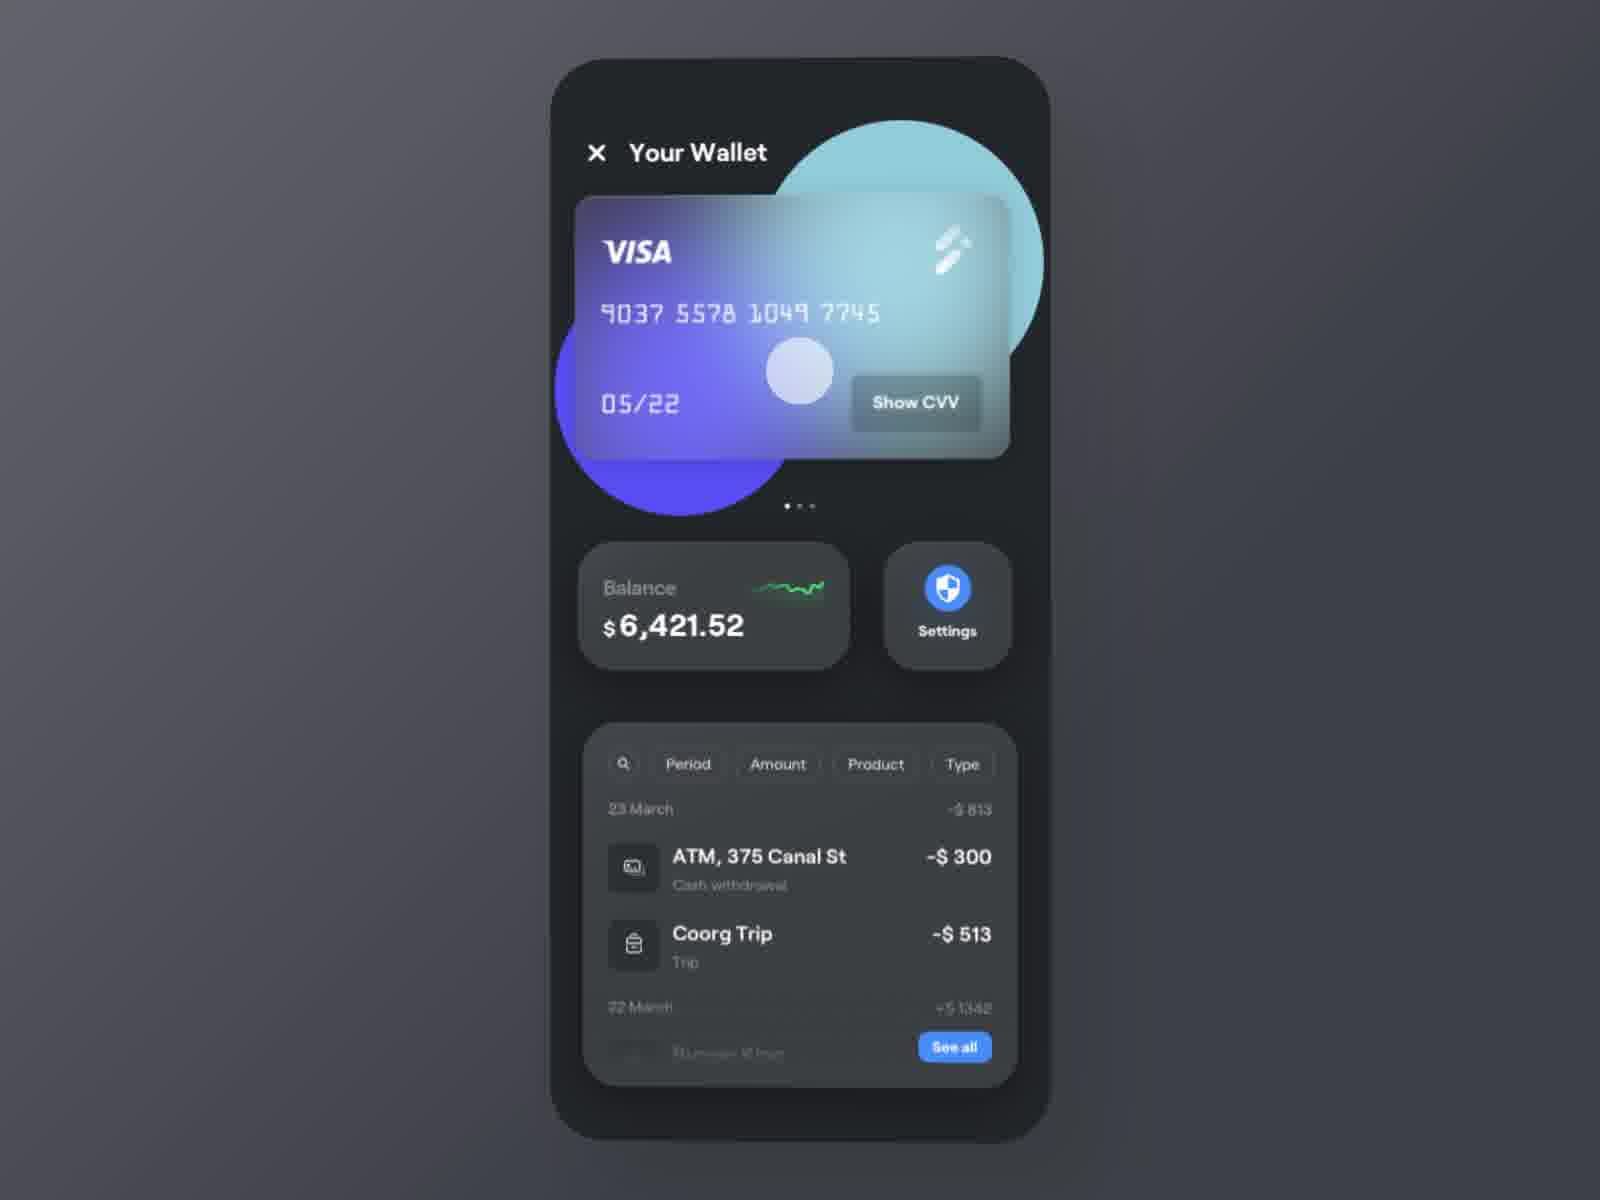 Your Wallet
VISA
9037 5578 1049 7745
05/22
Show CVV
Balance
$ 6,421.52
Settings
Period Amount Product Type
23 March -$ 813
ATM, 375 Canal St -$ 300
Cash withdrawal
Coorg Trip -$ 513
Trip
22 March +$ 1342
See all